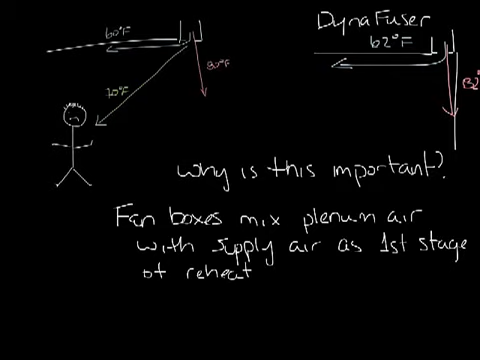 60°F
DynaFuser
62°F
80°F
70°F
132°
Why is this important?
Fan boxes mix plenum air
with supply air as 1st stage
of reheat